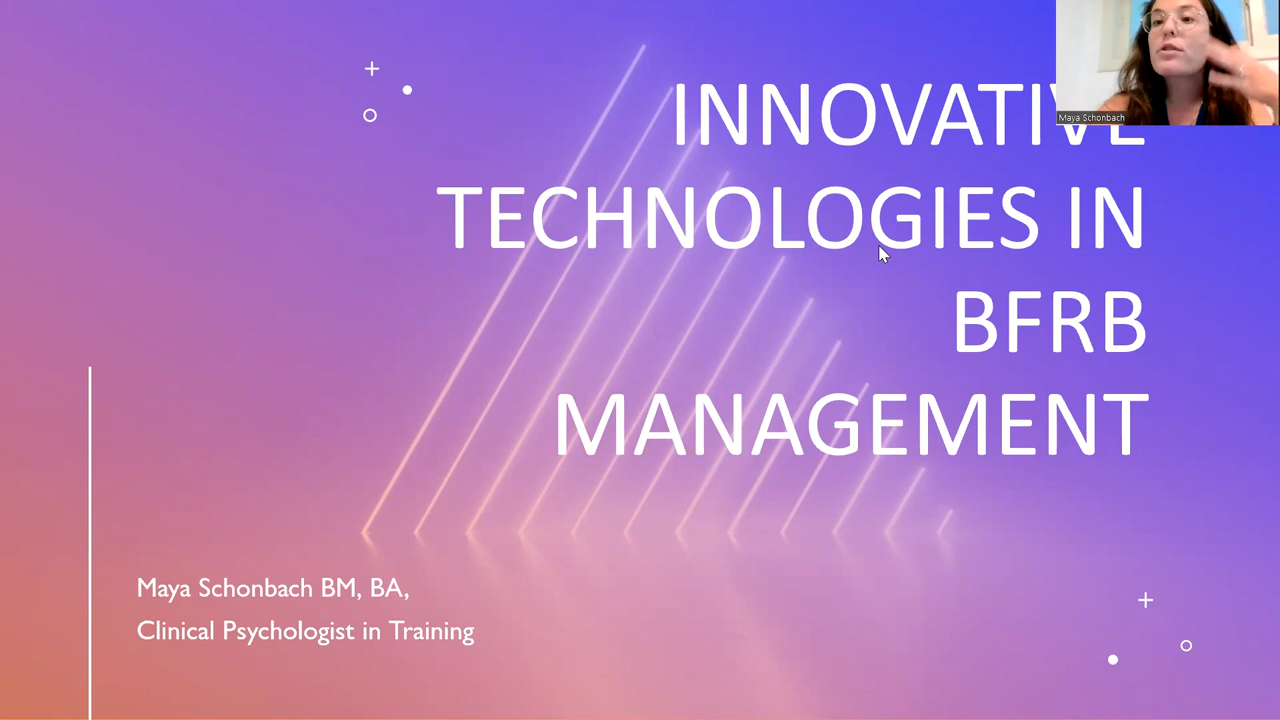 INNOVATIVE
TECHNOLOGIES IN
BFRB
MANAGEMENT
Maya Schonbach
Maya Schonbach BM, BA,
Clinical Psychologist in Training